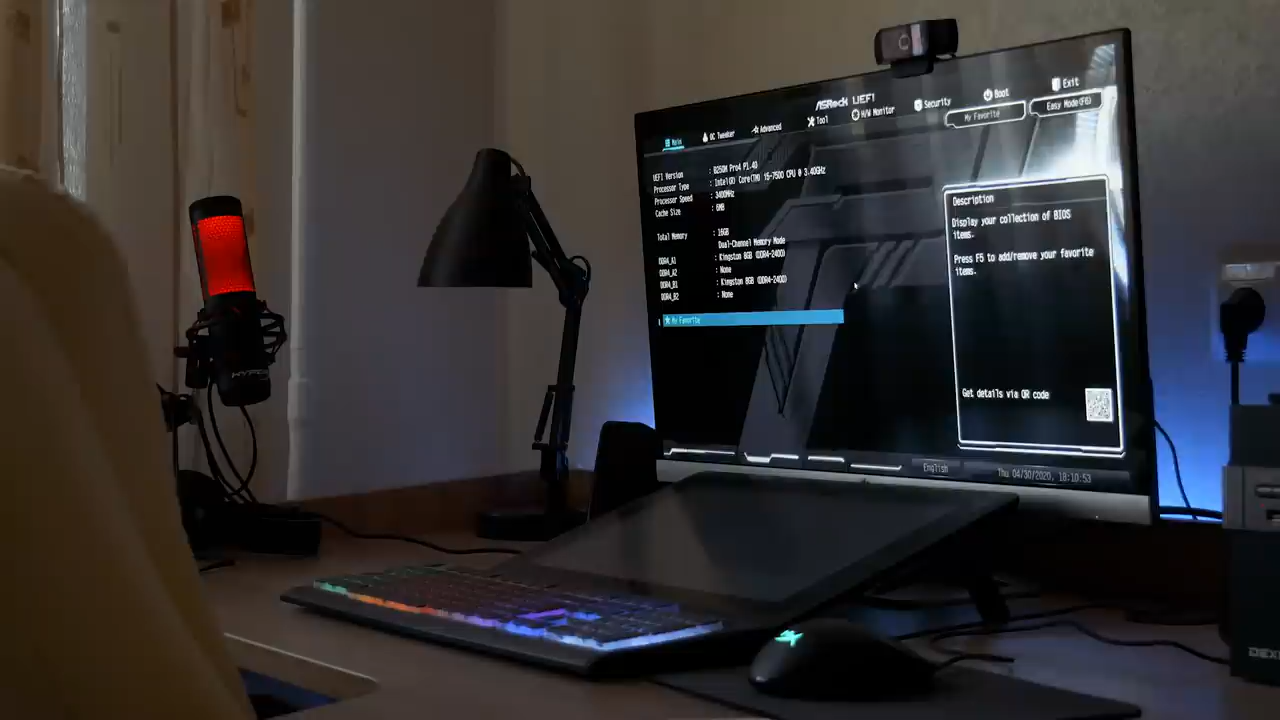 ASRock UEFI
Main
OC Tweaker
Advanced
Tool
H/W Monitor
Security
Boot
Exit
My Favorite
Easy Mode(F6)
UEFI Version : B250M Pro4 P1.40
Processor Type : Intel(R) Core(TM) i5-7500 CPU @ 3.40GHz
Processor Speed : 3400MHz
Cache Size : 6MB
Total Memory : 16GB
Dual-Channel Memory Mode
DDR4_A1 : Kingston 8GB (DDR4-2400)
DDR4_A2 : None
DDR4_B1 : Kingston 8GB (DDR4-2400)
DDR4_B2 : None
My Favorite
Description
Display your collection of BIOS
items.
Press F5 to add/remove your favorite
items.
Get details via QR code
English
Thu 04/30/2020, 18:10:53